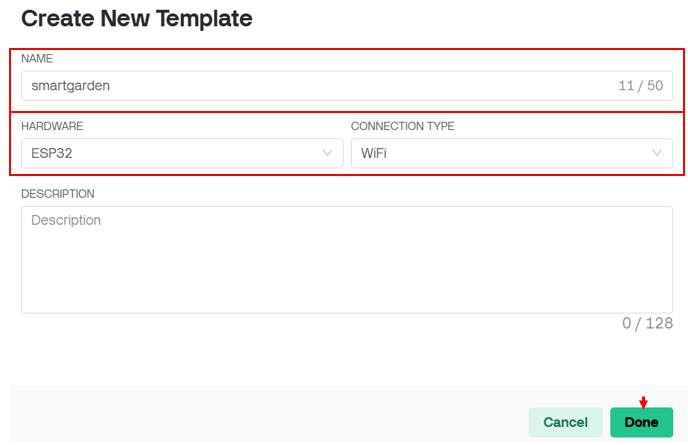 Create New Template
NAME
smartgarden 11 / 50
HARDWARE CONNECTION TYPE
ESP32 WiFi
DESCRIPTION
Description
0 / 128
Cancel Done